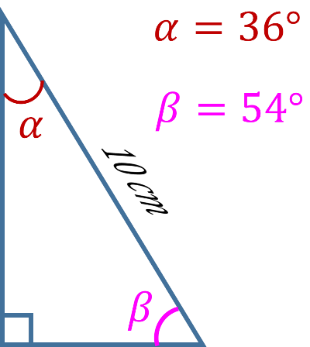 α = 36°
β = 54°
α
10 cm
β